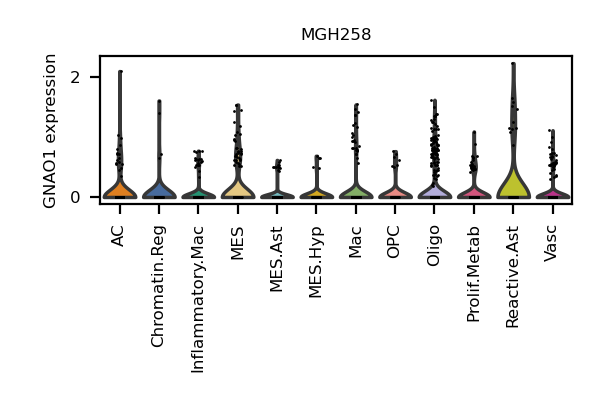 MGH258
GNAO1 expression
2
0
AC
Chromatin.Reg
Inflammatory.Mac
MES
MES.Ast
MES.Hyp
Mac
OPC
Oligo
Prolif.Metab
Reactive.Ast
Vasc